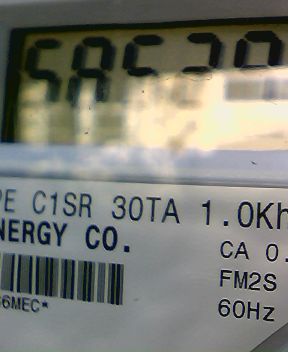 PE C1SR 30TA 1.0Kh
NERGY CO.
CA 0.
FM2S
60Hz
6MEC*